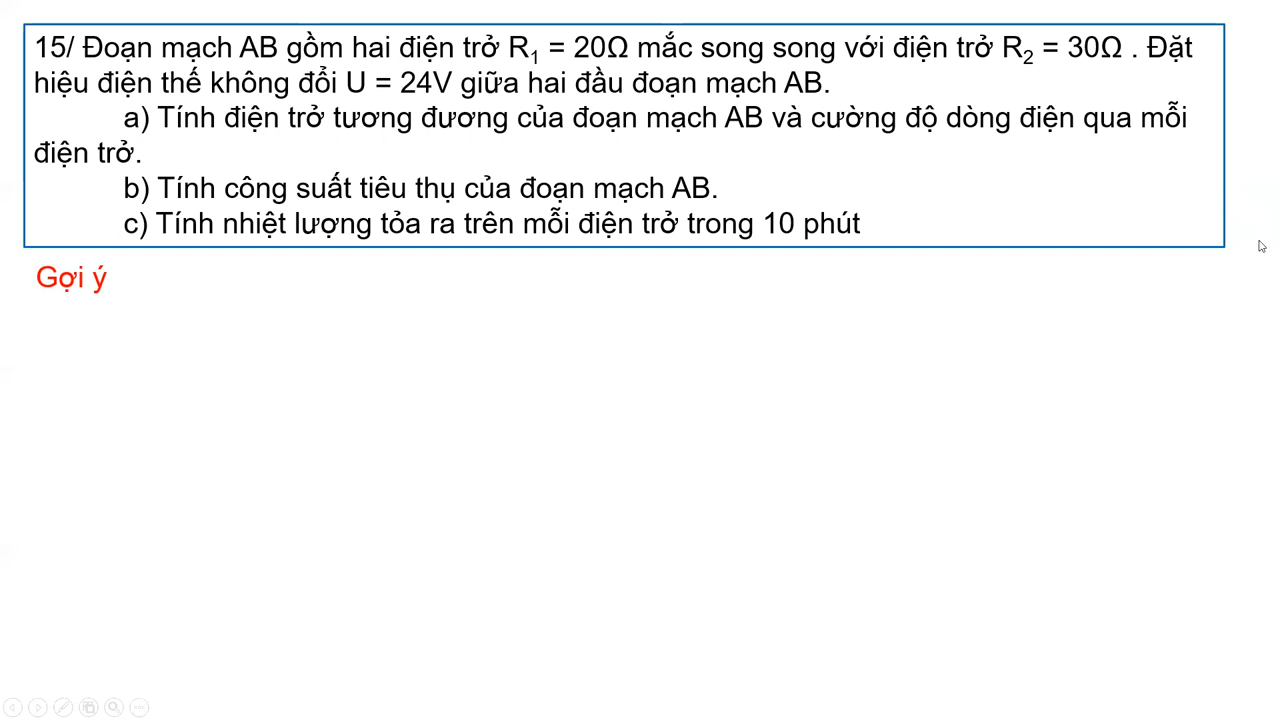 15/ Đoạn mạch AB gồm hai điện trở R₁ = 20Ω mắc song song với điện trở R₂ = 30Ω . Đặt
hiệu điện thế không đổi U = 24V giữa hai đầu đoạn mạch AB.
a) Tính điện trở tương đương của đoạn mạch AB và cường độ dòng điện qua mỗi
điện trở.
b) Tính công suất tiêu thụ của đoạn mạch AB.
c) Tính nhiệt lượng tỏa ra trên mỗi điện trở trong 10 phút
Gợi ý